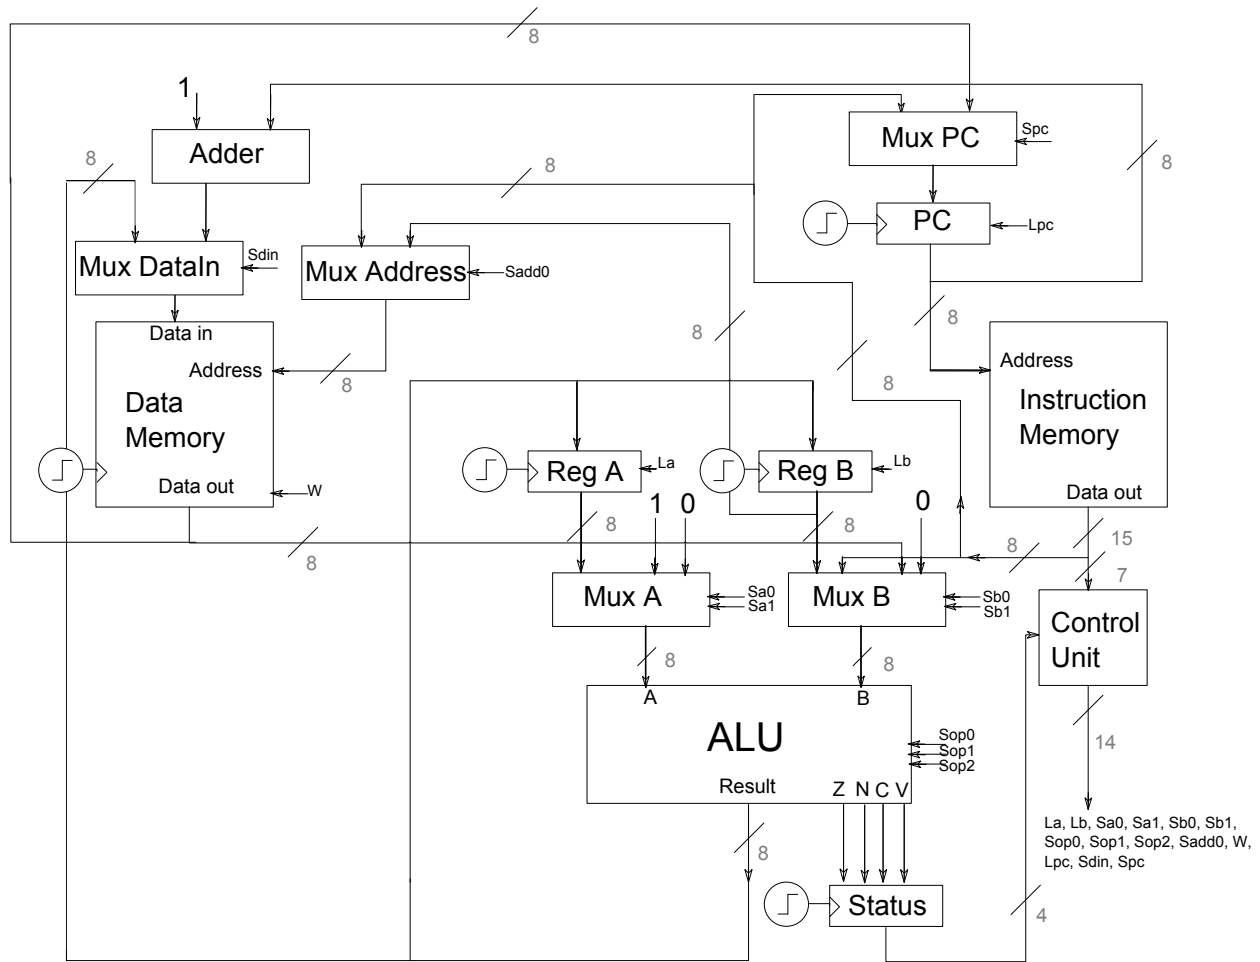 8
1
Adder
8
8
Mux PC
Spc
8
PC
Lpc
Mux DataIn
Sdin
Mux Address
Sadd0
8
8
Data in
Address
8
Data
Memory
Data out
W
8
Address
Instruction
Memory
Data out
Reg A
La
Reg B
Lb
1 0
0
8
8
8
8
15
7
Mux A
Sa0
Sa1
Mux B
Sb0
Sb1
Control
Unit
8
8
A
B
ALU
Sop0
Sop1
Sop2
Result
Z N C V
14
La, Lb, Sa0, Sa1, Sb0, Sb1,
Sop0, Sop1, Sop2, Sadd0, W,
Lpc, Sdin, Spc
8
Status
4